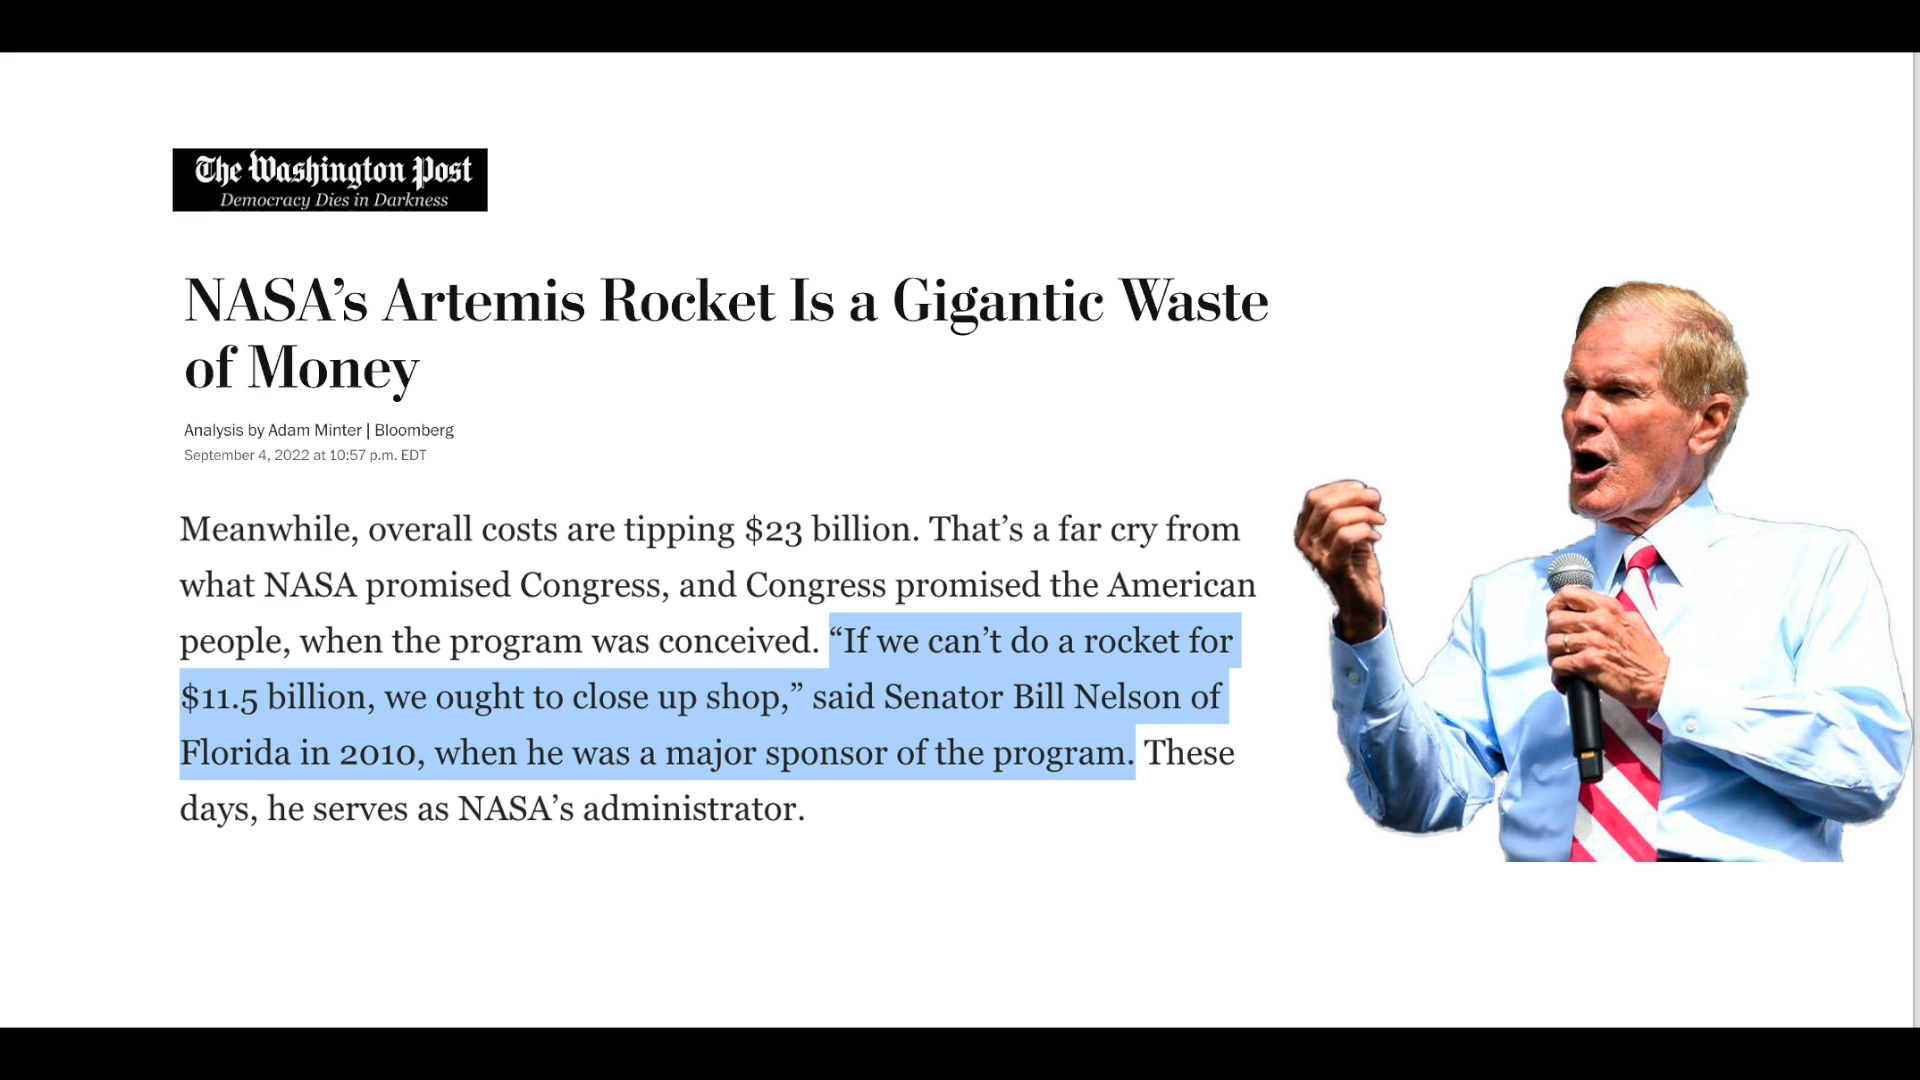 The Washington Post
Democracy Dies in Darkness
NASA’s Artemis Rocket Is a Gigantic Waste
of Money
Analysis by Adam Minter | Bloomberg
September 4, 2022 at 10:57 p.m. EDT
Meanwhile, overall costs are tipping $23 billion. That’s a far cry from
what NASA promised Congress, and Congress promised the American
people, when the program was conceived. “If we can’t do a rocket for
$11.5 billion, we ought to close up shop,” said Senator Bill Nelson of
Florida in 2010, when he was a major sponsor of the program. These
days, he serves as NASA’s administrator.